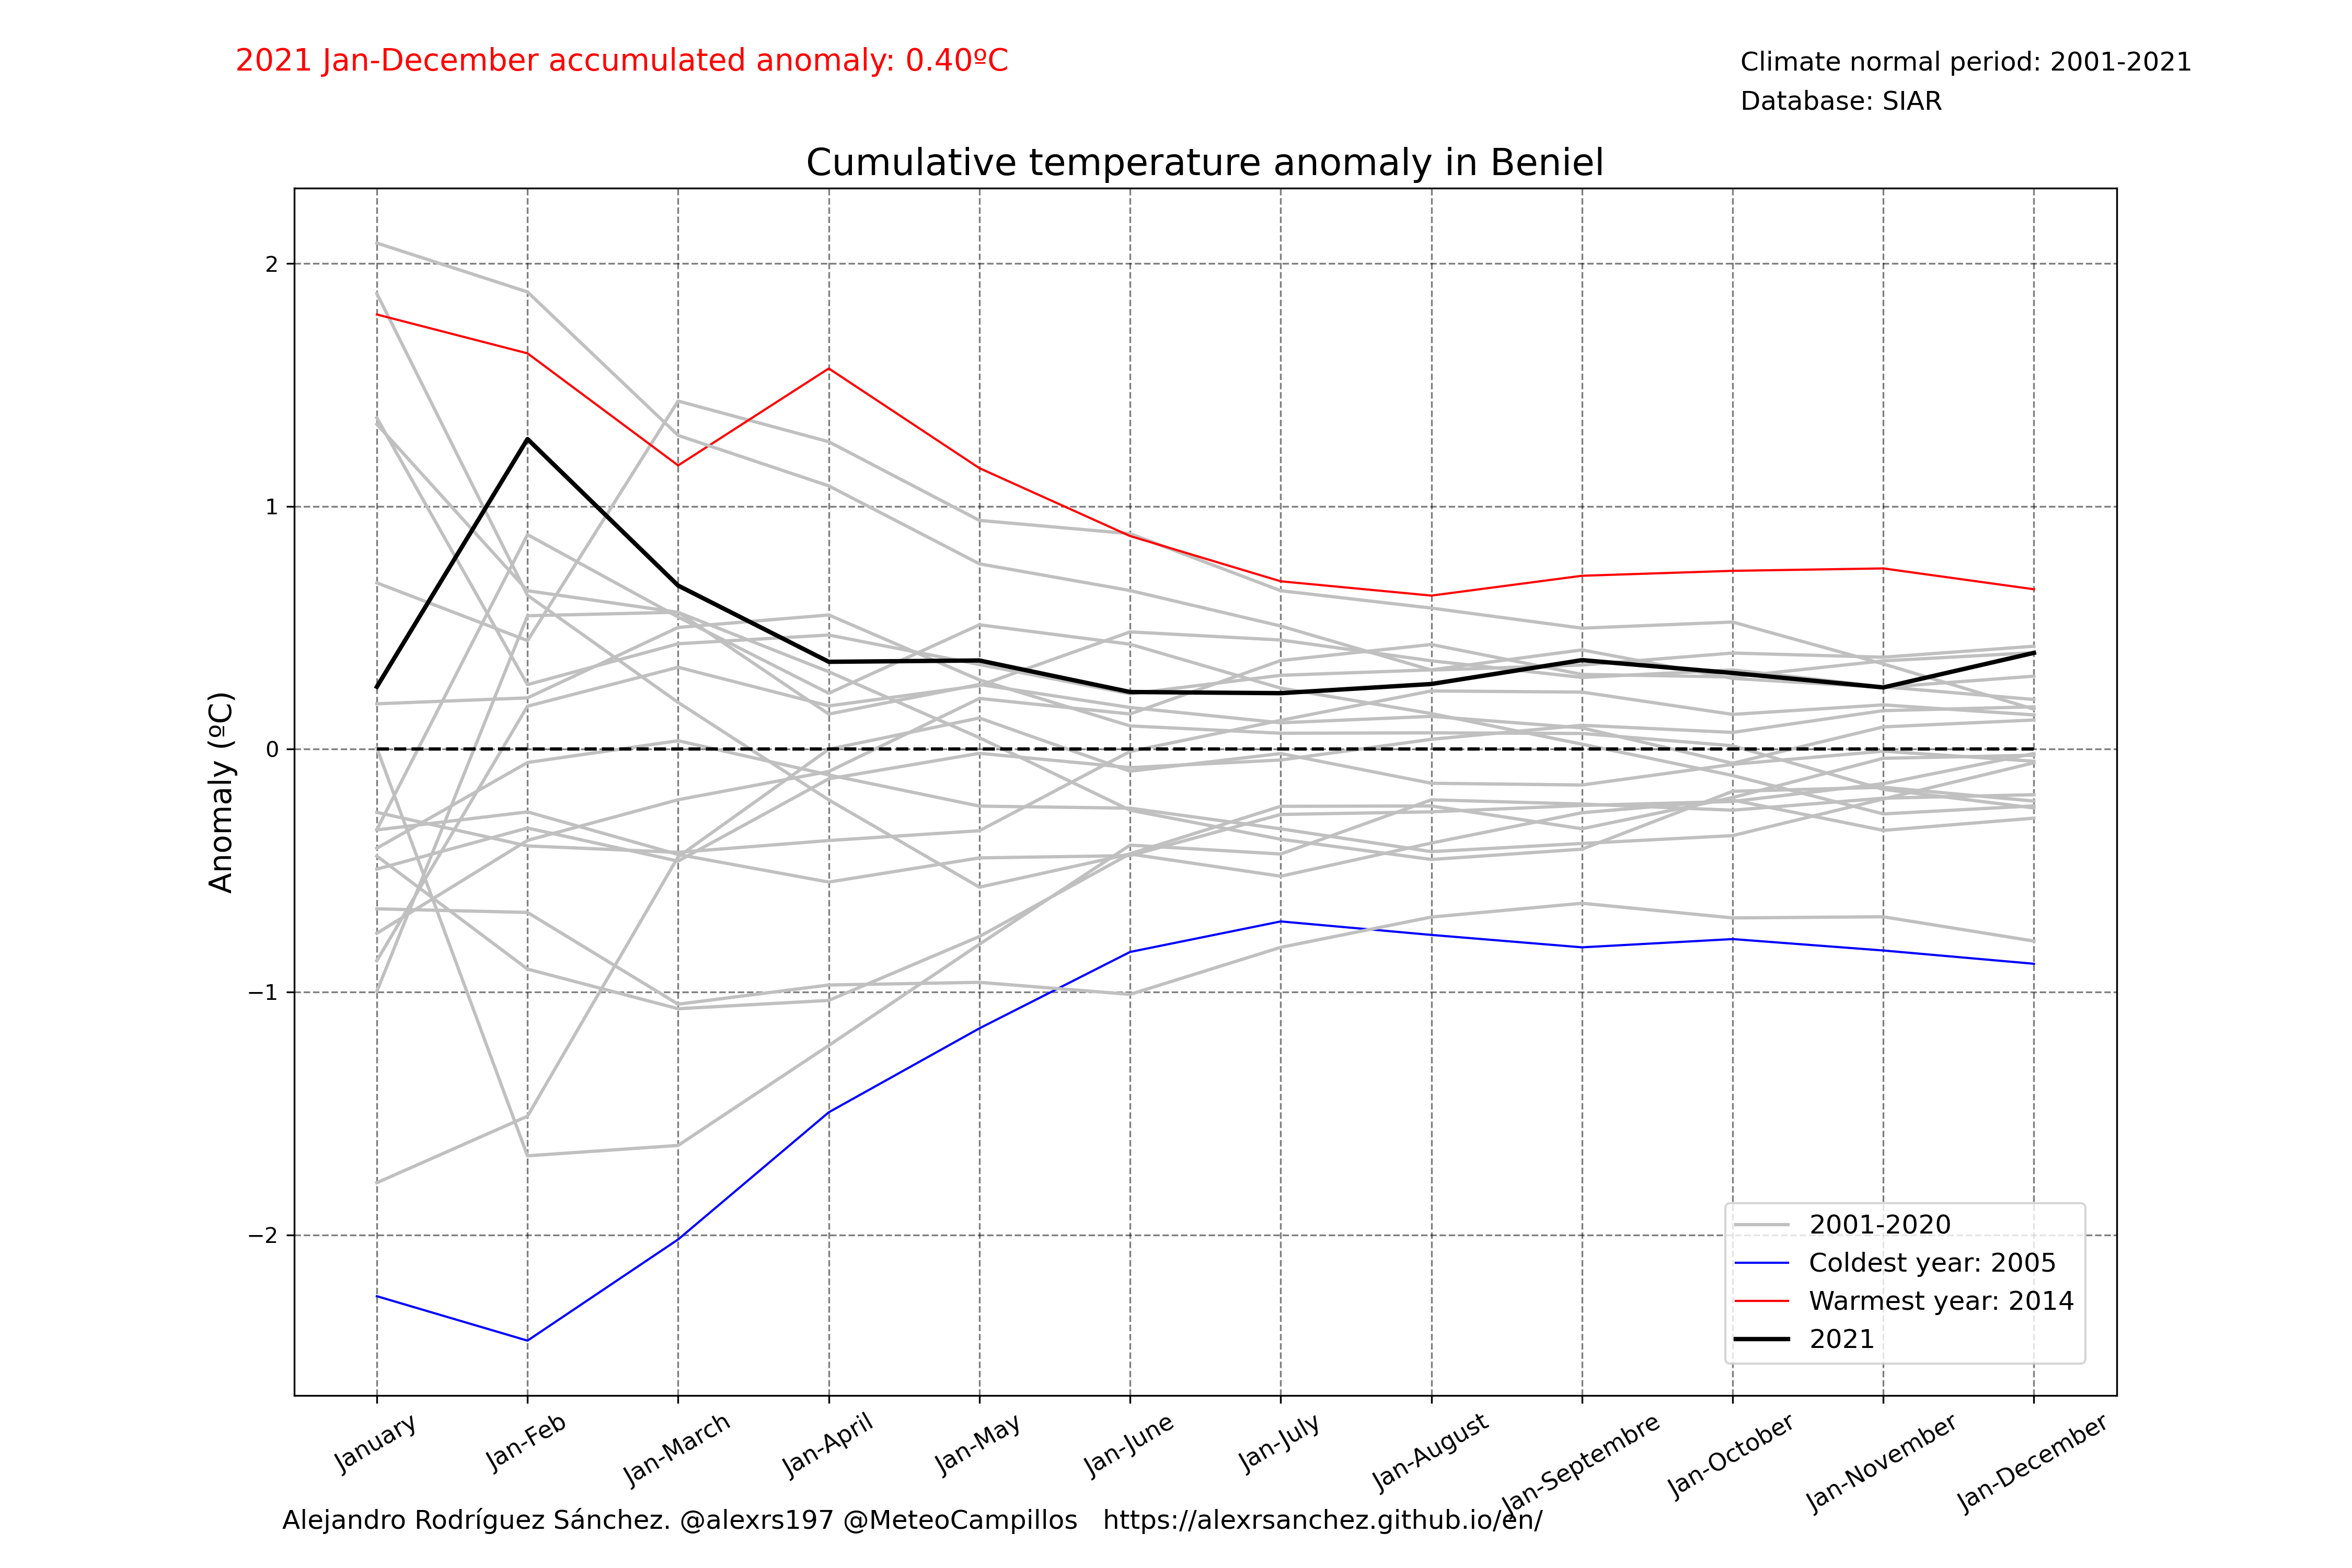 2021 Jan-December accumulated anomaly: 0.40ºC
Climate normal period: 2001-2021
Database: SIAR
Cumulative temperature anomaly in Beniel
Anomaly (ºC)
2
1
0
−1
−2
2001-2020
Coldest year: 2005
Warmest year: 2014
2021
January
Jan-Feb
Jan-March
Jan-April
Jan-May
Jan-June
Jan-July
Jan-August
Jan-Septembre
Jan-October
Jan-November
Jan-December
Alejandro Rodríguez Sánchez. @alexrs197 @MeteoCampillos   https://alexrsanchez.github.io/en/